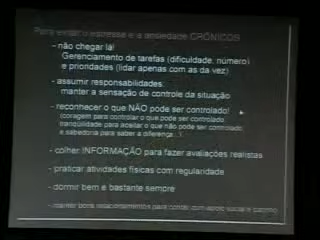 Para evitar o estresse e a ansiedade CRÔNICOS
- não chegar lá!
Gerenciamento de tarefas (dificuldade, número)
e prioridades (lidar apenas com as da vez)
- assumir responsabilidades:
manter a sensação de controle da situação
- reconhecer o que NÃO pode ser controlado!
(coragem para controlar o que pode ser controlado,
tranquilidade para aceitar o que não pode ser controlado,
e sabedoria para saber a diferença...)
- colher INFORMAÇÃO para fazer avaliações realistas
- praticar atividades físicas com regularidade
- dormir bem e bastante sempre
- manter bons relacionamentos para contar com apoio social e carinho